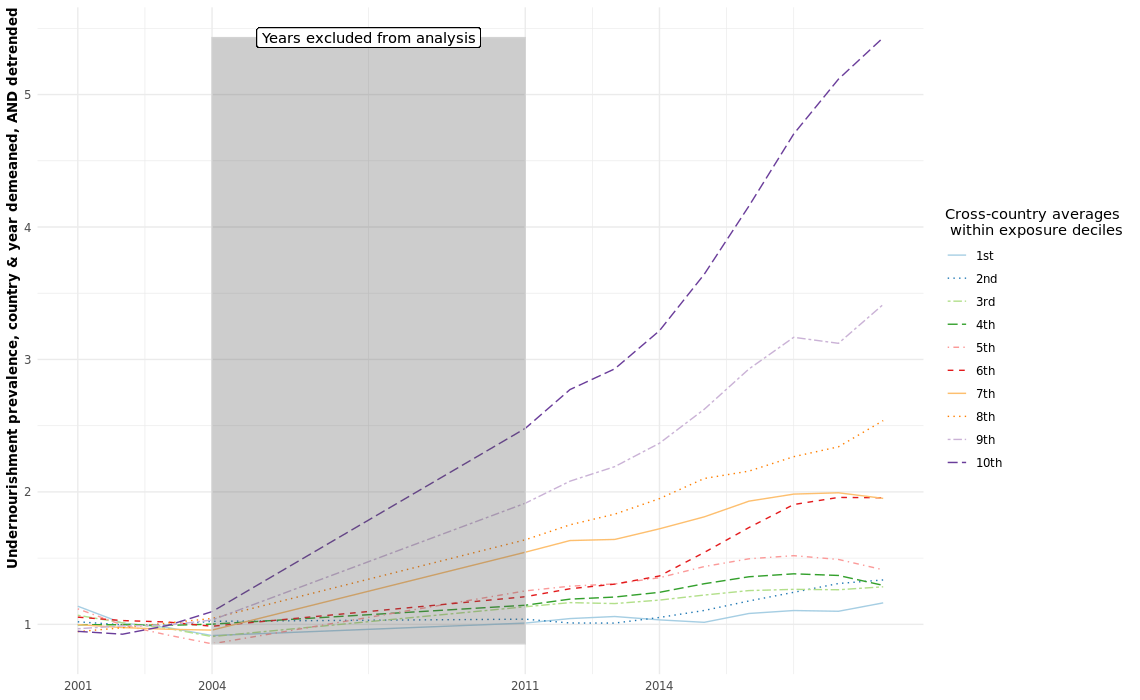 Undernourishment prevalence, country & year demeaned, AND detrended
Years excluded from analysis
5
4
3
2
1
2001
2004
2011
2014
Cross-country averages
within exposure deciles
1st
2nd
3rd
4th
5th
6th
7th
8th
9th
10th